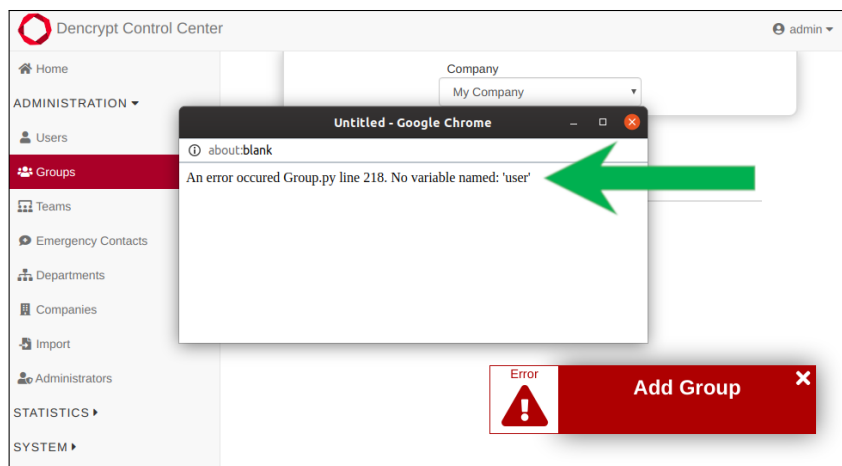 Dencrypt Control Center
admin
Home
Company
My Company
ADMINISTRATION
Untitled - Google Chrome
Users
about:blank
Groups
An error occured Group.py line 218. No variable named: 'user'
Teams
Emergency Contacts
Departments
Companies
Import
Error
Add Group
Administrators
STATISTICS
SYSTEM